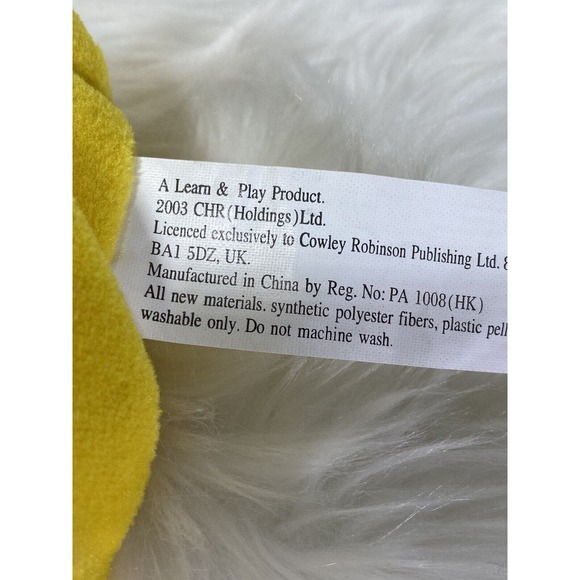 A Learn & Play Product.
2003 CHR(Holdings)Ltd.
Licenced exclusively to Cowley Robinson Publishing Ltd. 8
BA1 5DZ, UK.
Manufactured in China by Reg. No: PA 1008(HK)
All new materials. synthetic polyester fibers, plastic pell
washable only. Do not machine wash.